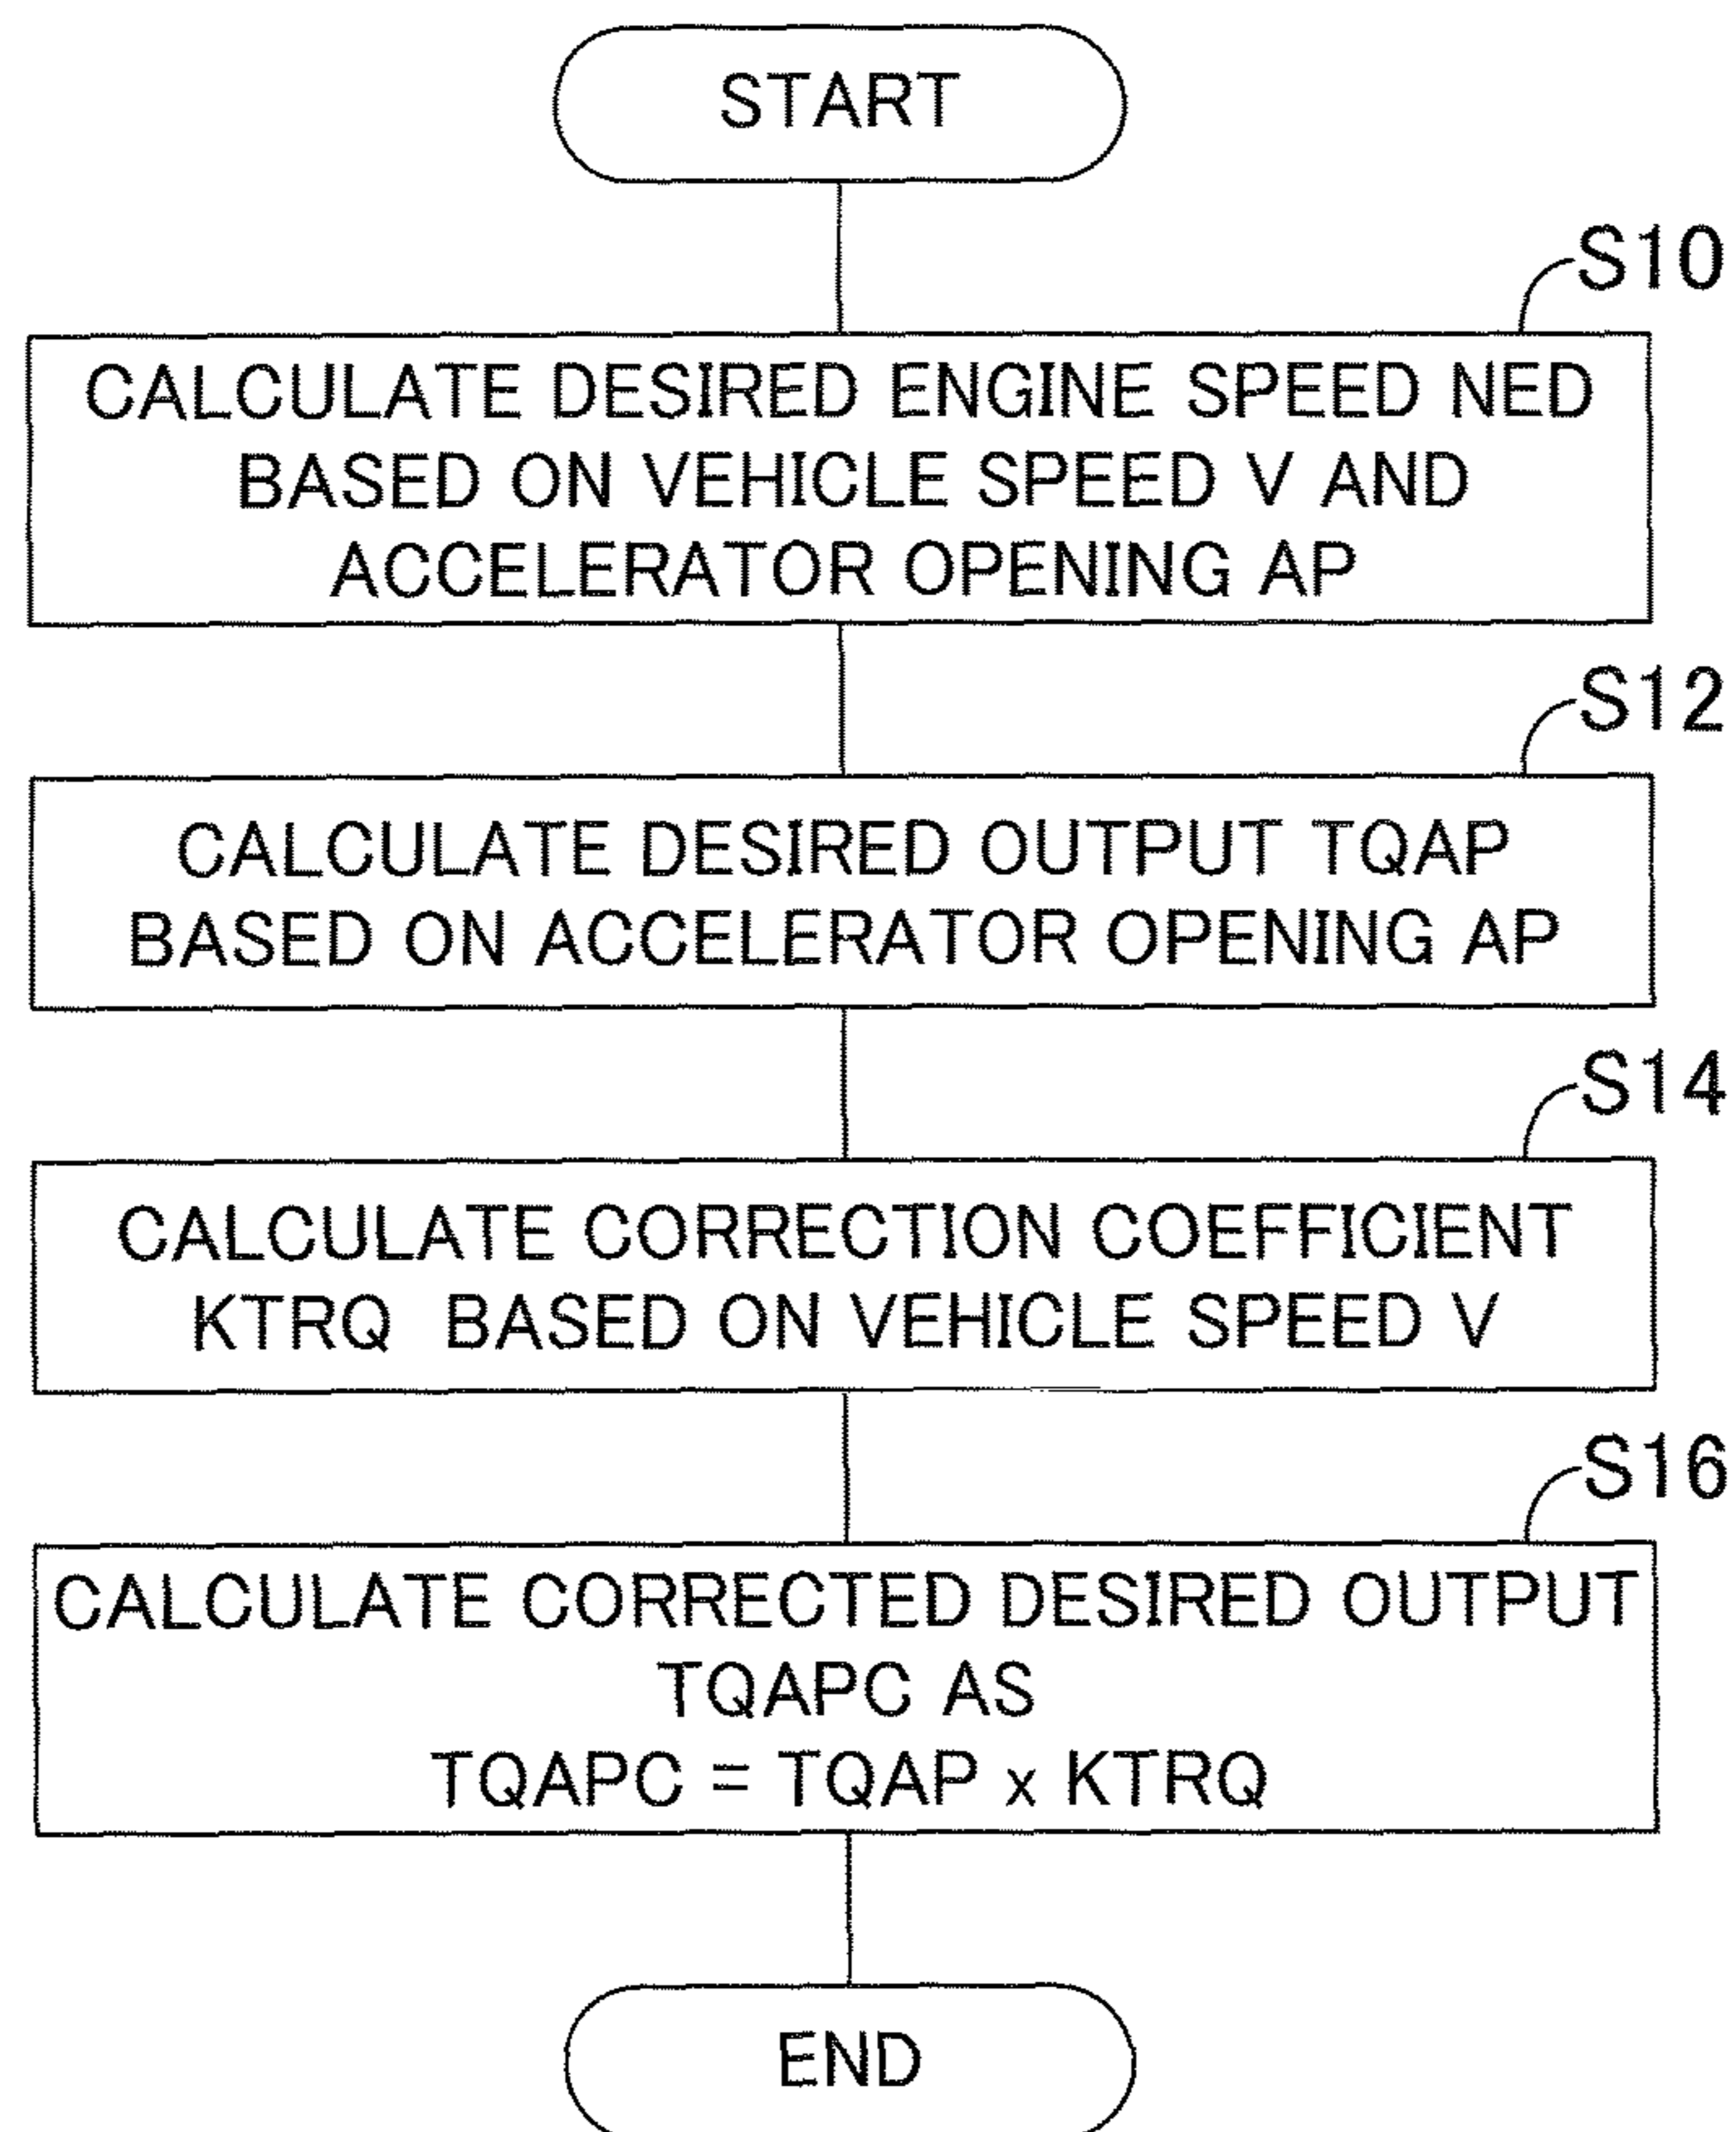 START
S10
CALCULATE DESIRED ENGINE SPEED NED
BASED ON VEHICLE SPEED V AND
ACCELERATOR OPENING AP
S12
CALCULATE DESIRED OUTPUT TQAP
BASED ON ACCELERATOR OPENING AP
S14
CALCULATE CORRECTION COEFFICIENT
KTRQ BASED ON VEHICLE SPEED V
S16
CALCULATE CORRECTED DESIRED OUTPUT
TQAPC AS
TQAPC = TQAP x KTRQ
END